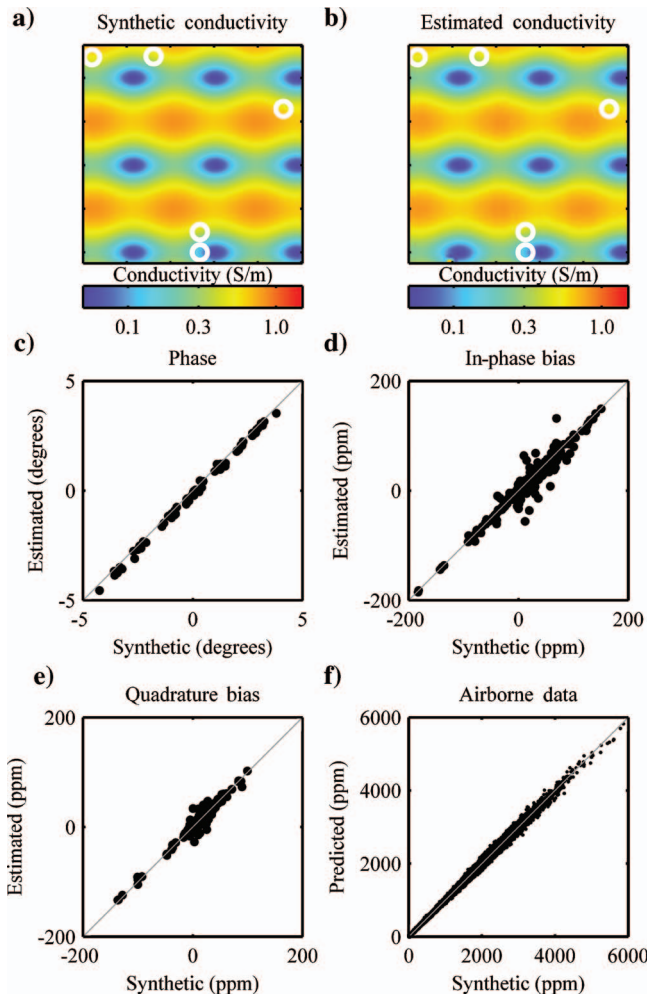 a) Synthetic conductivity
b) Estimated conductivity
Conductivity (S/m)
0.1 0.3 1.0
Conductivity (S/m)
0.1 0.3 1.0
c) Phase
5
0
-5
-5 0 5
Estimated (degrees)
Synthetic (degrees)
d) In-phase bias
200
0
-200
-200 0 200
Estimated (ppm)
Synthetic (ppm)
e) Quadrature bias
200
0
-200
-200 0 200
Estimated (ppm)
Synthetic (ppm)
f) Airborne data
6000
4000
2000
0
0 2000 4000 6000
Predicted (ppm)
Synthetic (ppm)